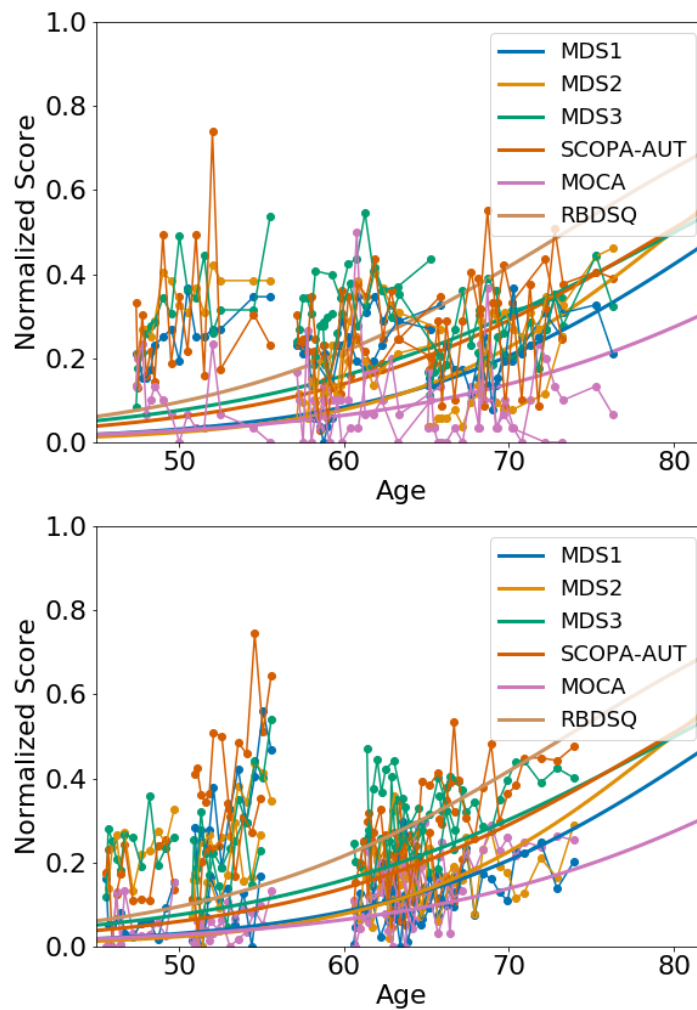 1.0
0.8
0.6
0.4
0.2
0.0
Normalized Score
MDS1
MDS2
MDS3
SCOPA-AUT
MOCA
RBDSQ
50
60
70
80
Age
1.0
0.8
0.6
0.4
0.2
0.0
Normalized Score
MDS1
MDS2
MDS3
SCOPA-AUT
MOCA
RBDSQ
50
60
70
80
Age